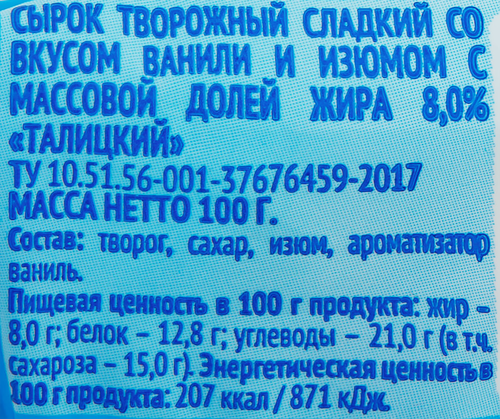 СЫРОК ТВОРОЖНЫЙ СЛАДКИЙ СО
ВКУСОМ ВАНИЛИ И ИЗЮМОМ С
МАССОВОЙ ДОЛЕЙ ЖИРА 8,0%
«ТАЛИЦКИЙ»
ТУ 10.51.56-001-37676459-2017
МАССА НЕТТО 100 Г.
Состав: творог, сахар, изюм, ароматизатор
ваниль.
Пищевая ценность в 100 г продукта: жир –
8,0 г; белок – 12,8 г; углеводы – 21,0 г (в т.ч.
сахароза – 15,0 г). Энергетическая ценность в
100 г продукта: 207 ккал / 871 кДж.